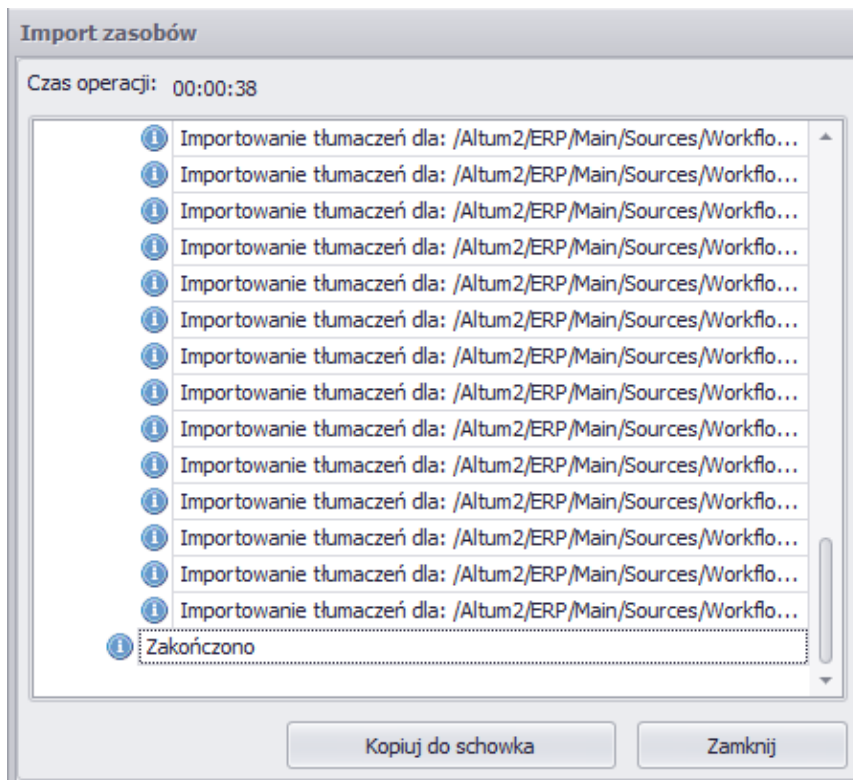 Import zasobów
Czas operacji: 00:00:38
Importowanie tłumaczeń dla: /Altum2/ERP/Main/Sources/Workflo...
Importowanie tłumaczeń dla: /Altum2/ERP/Main/Sources/Workflo...
Importowanie tłumaczeń dla: /Altum2/ERP/Main/Sources/Workflo...
Importowanie tłumaczeń dla: /Altum2/ERP/Main/Sources/Workflo...
Importowanie tłumaczeń dla: /Altum2/ERP/Main/Sources/Workflo...
Importowanie tłumaczeń dla: /Altum2/ERP/Main/Sources/Workflo...
Importowanie tłumaczeń dla: /Altum2/ERP/Main/Sources/Workflo...
Importowanie tłumaczeń dla: /Altum2/ERP/Main/Sources/Workflo...
Importowanie tłumaczeń dla: /Altum2/ERP/Main/Sources/Workflo...
Importowanie tłumaczeń dla: /Altum2/ERP/Main/Sources/Workflo...
Importowanie tłumaczeń dla: /Altum2/ERP/Main/Sources/Workflo...
Importowanie tłumaczeń dla: /Altum2/ERP/Main/Sources/Workflo...
Importowanie tłumaczeń dla: /Altum2/ERP/Main/Sources/Workflo...
Importowanie tłumaczeń dla: /Altum2/ERP/Main/Sources/Workflo...
Zakończono
Kopiuj do schowka Zamknij